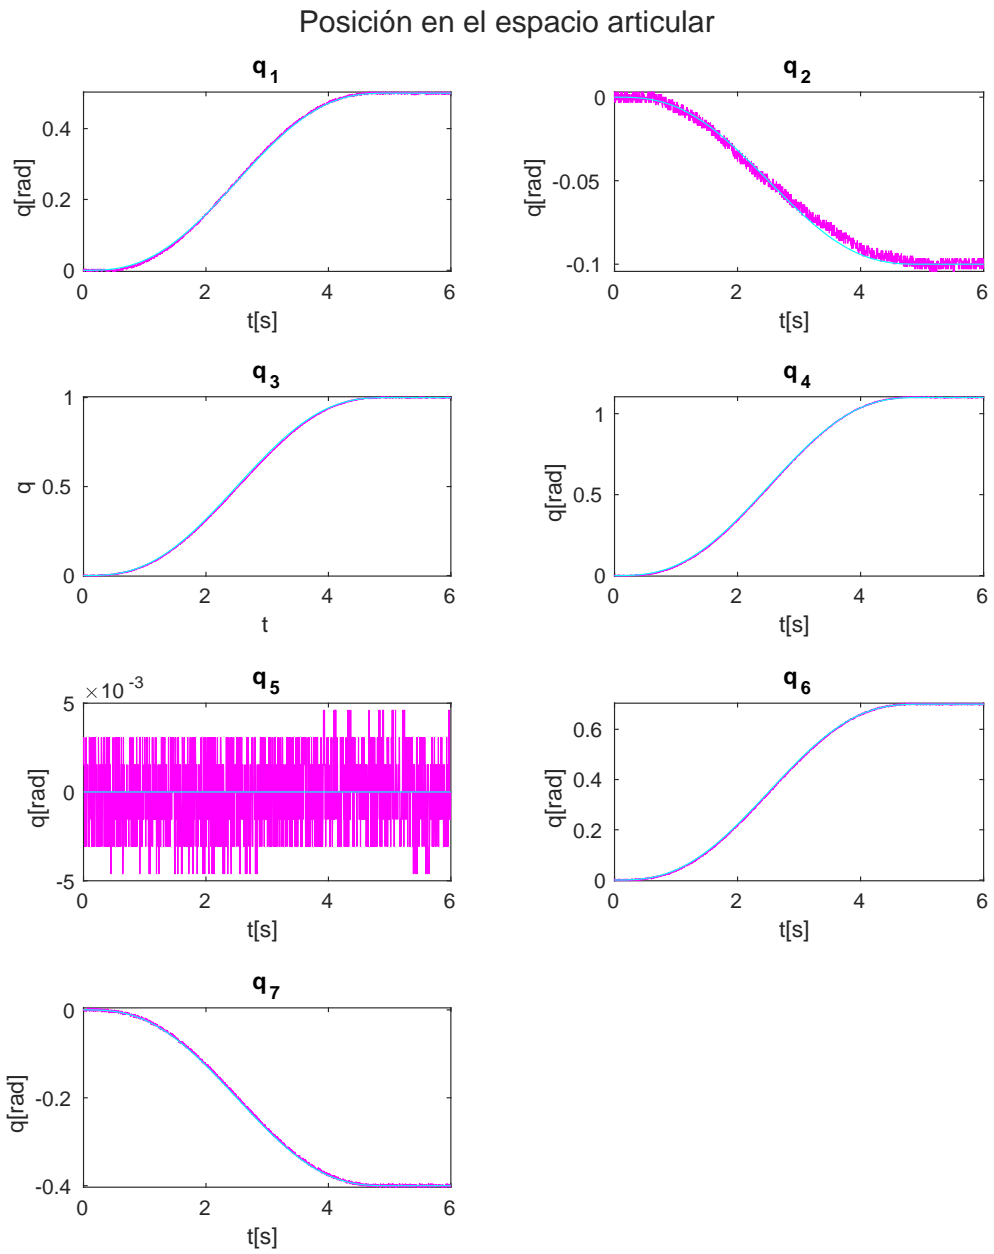 Posición en el espacio articular
q1
q[rad]
0.4
0.2
0
0 2 4 6
t[s]
q2
q[rad]
0
-0.05
-0.1
0 2 4 6
t[s]
q3
q
1
0.5
0
0 2 4 6
t
q4
q[rad]
1
0.5
0
0 2 4 6
t[s]
q5
×10-3
q[rad]
5
0
-5
0 2 4 6
t[s]
q6
q[rad]
0.6
0.4
0.2
0
0 2 4 6
t[s]
q7
q[rad]
0
-0.2
-0.4
0 2 4 6
t[s]